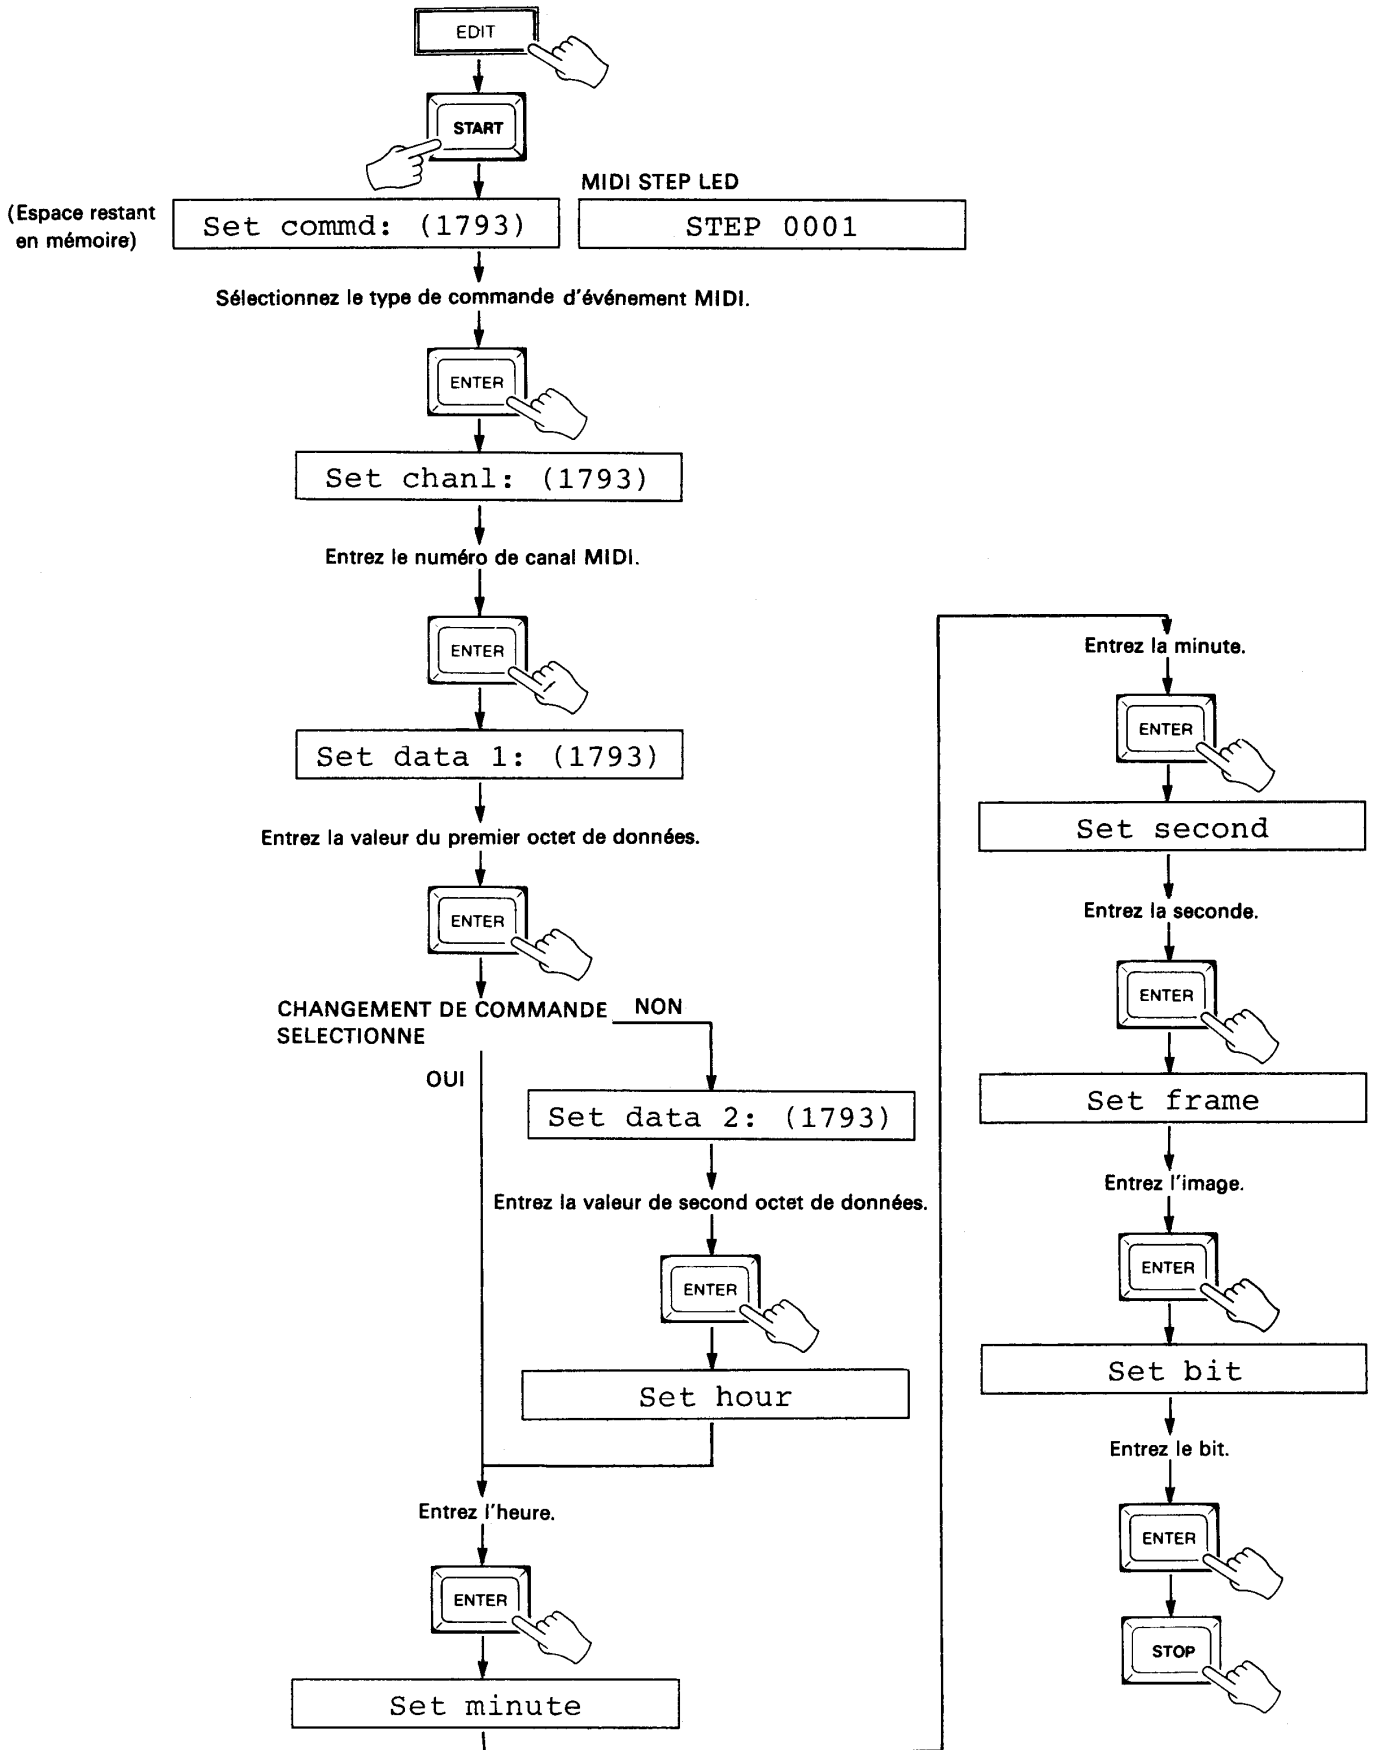 EDIT
START
MIDI STEP LED
(Espace restant
en mémoire)
Set commd: (1793)
STEP 0001
Sélectionnez le type de commande d'événement MIDI.
ENTER
Set chanl: (1793)
Entrez le numéro de canal MIDI.
ENTER
Set data 1: (1793)
Entrez la valeur du premier octet de données.
ENTER
CHANGEMENT DE COMMANDE
SELECTIONNE
NON
OUI
Set data 2: (1793)
Entrez la valeur de second octet de données.
ENTER
Set hour
Entrez l'heure.
ENTER
Set minute
Entrez la minute.
ENTER
Set second
Entrez la seconde.
ENTER
Set frame
Entrez l'image.
ENTER
Set bit
Entrez le bit.
ENTER
STOP